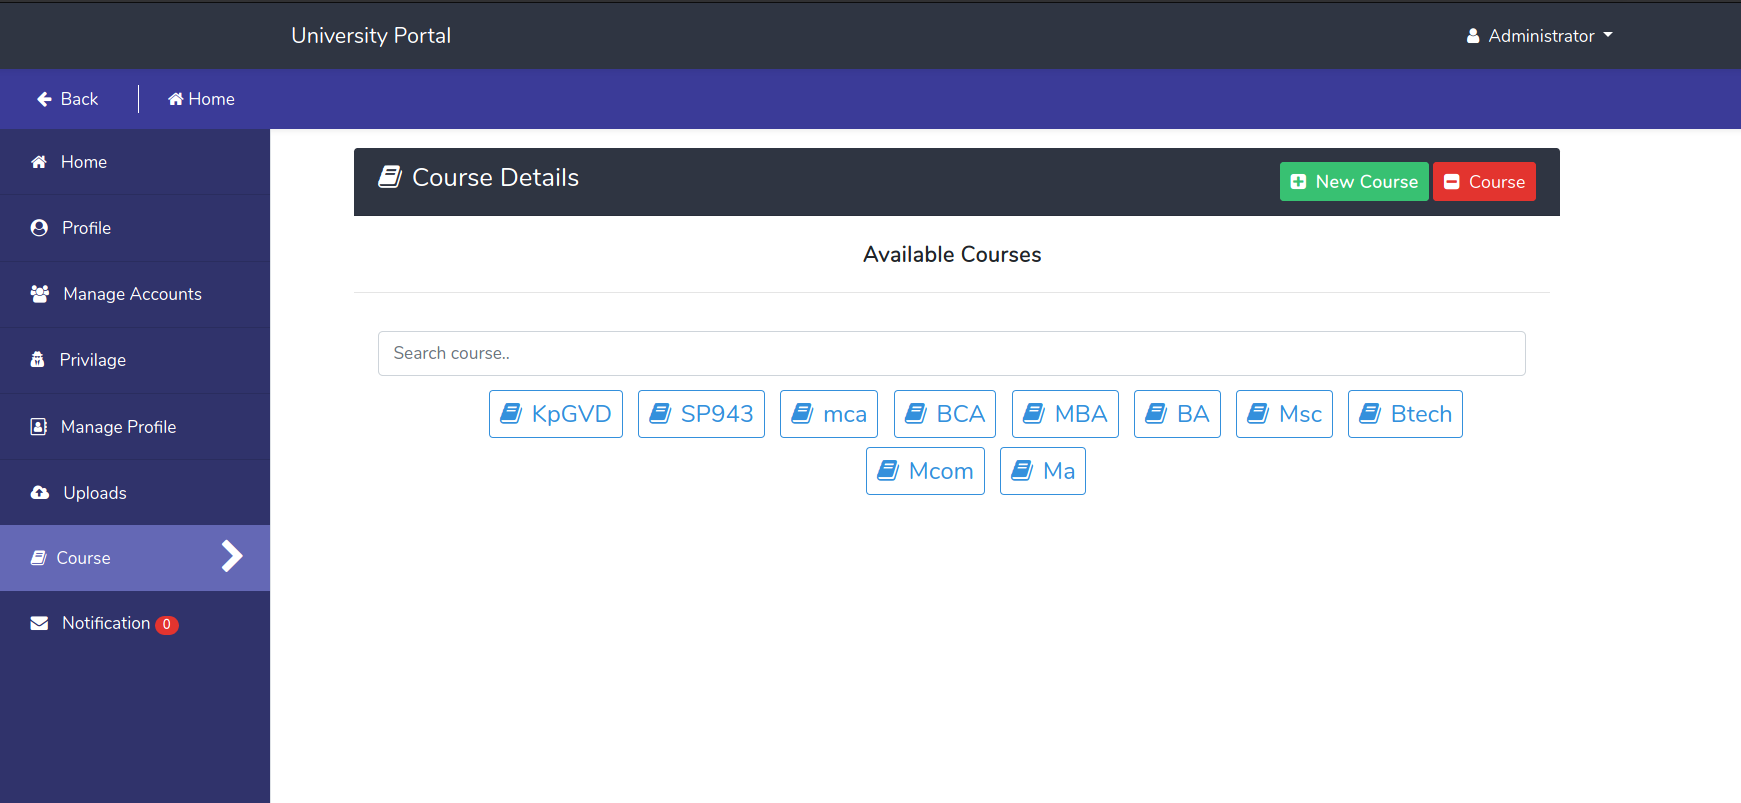 University Portal
Administrator
Back
Home
Home
Profile
Manage Accounts
Privilage
Manage Profile
Uploads
Course
Notification 0
Course Details
New Course
Course
Available Courses
Search course..
KpGVD SP943 mca BCA MBA BA Msc Btech
Mcom Ma